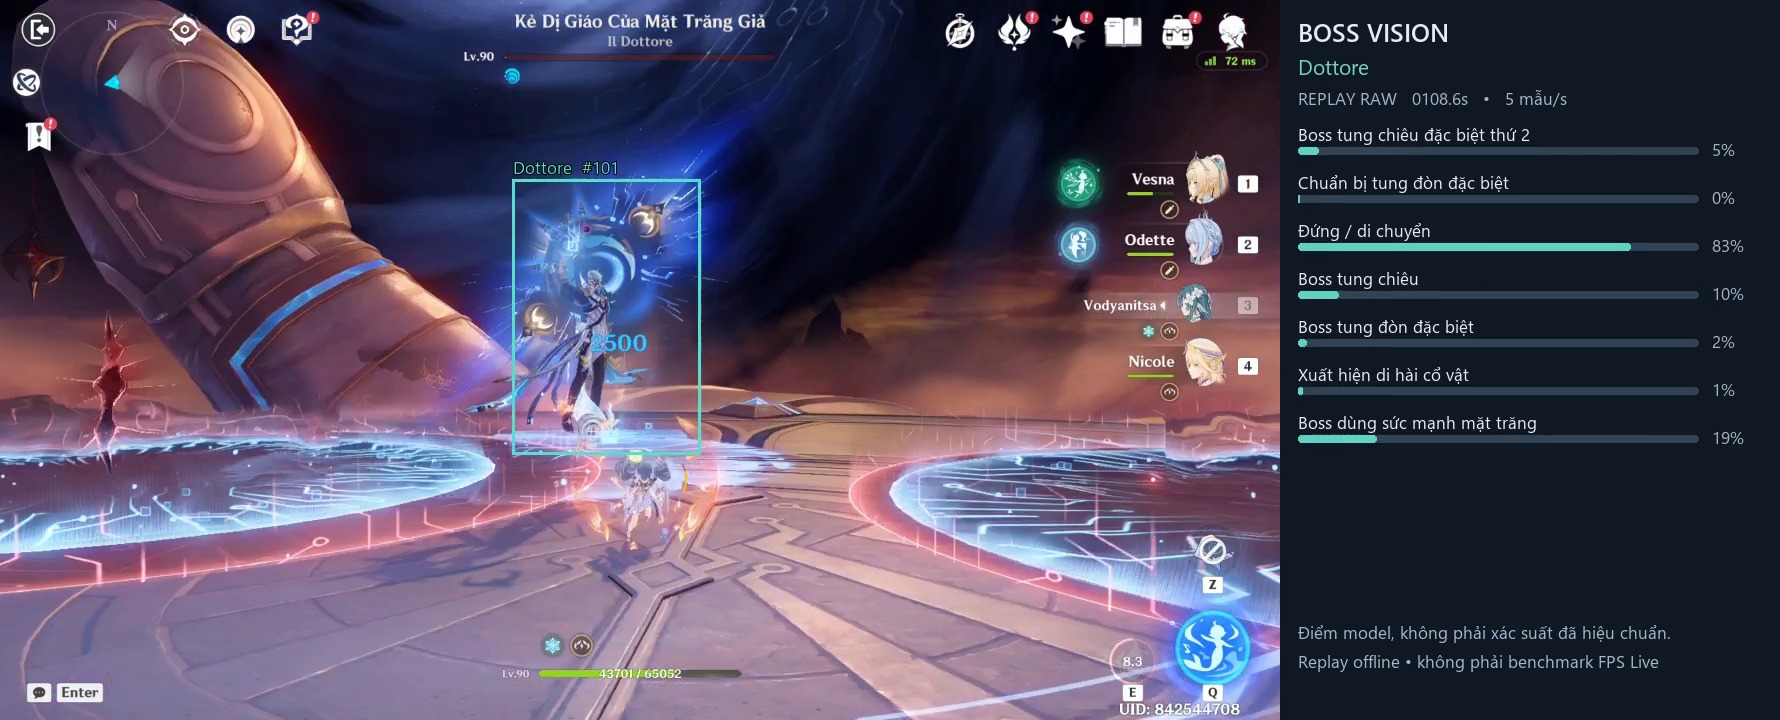 N
Kẻ Dị Giáo Của Mặt Trăng Giả
Il Dottore
Lv.90
72 ms
Dottore #101
2500
Vesna
1
Odette
2
Vodyanitsa
3
Nicole
4
Z
8.3
E
Q
Lv.90
43701 / 65052
Enter
UID: 842544708
BOSS VISION
Dottore
REPLAY RAW 0108.6s • 5 mẫu/s
Boss tung chiêu đặc biệt thứ 2
5%
Chuẩn bị tung đòn đặc biệt
0%
Đứng / di chuyển
83%
Boss tung chiêu
10%
Boss tung đòn đặc biệt
2%
Xuất hiện di hài cổ vật
1%
Boss dùng sức mạnh mặt trăng
19%
Điểm model, không phải xác suất đã hiệu chuẩn.
Replay offline • không phải benchmark FPS Live